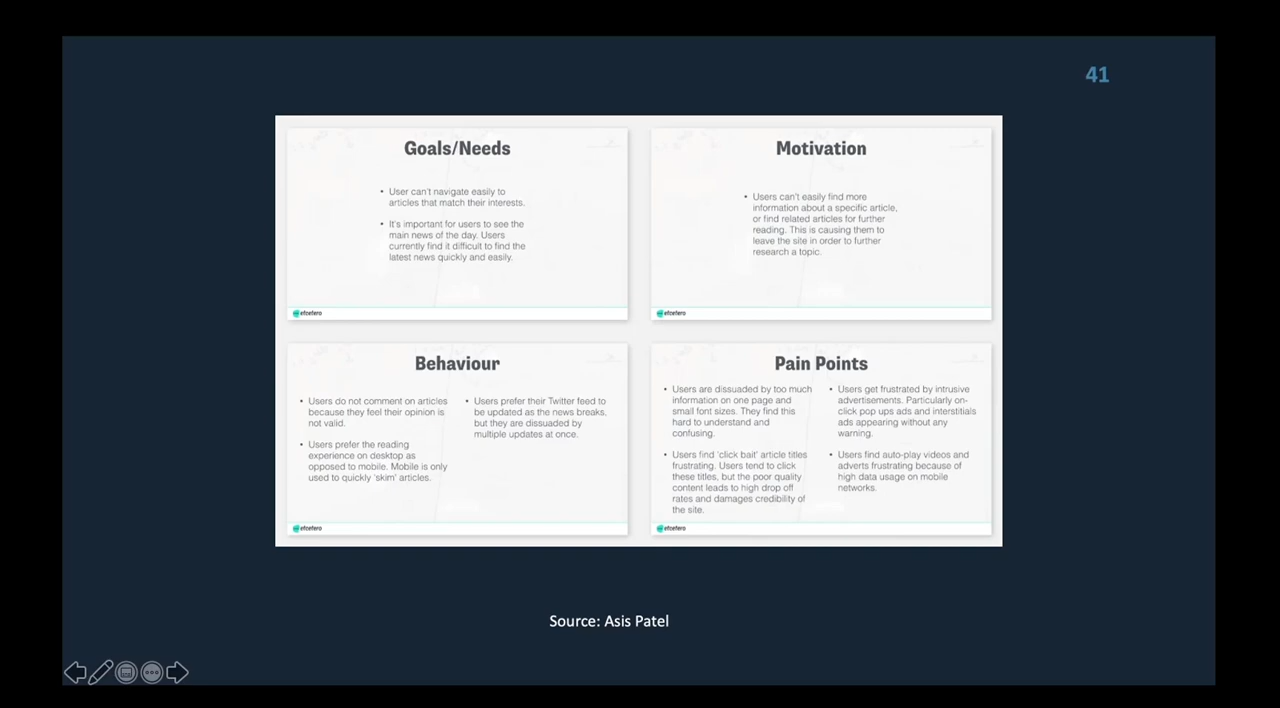 41
Goals/Needs
• User can't navigate easily to
articles that match their interests.
• It's important for users to see the
main news of the day. Users
currently find it difficult to find the
latest news quickly and easily.
etcetero
Motivation
• Users can't easily find more
information about a specific article,
or find related articles for further
reading. This is causing them to
leave the site in order to further
research a topic.
etcetero
Behaviour
• Users do not comment on articles
because they feel their opinion is
not valid.
• Users prefer the reading
experience on desktop as
opposed to mobile. Mobile is only
used to quickly 'skim' articles.
• Users prefer their Twitter feed to
be updated as the news breaks,
but they are dissuaded by
multiple updates at once.
etcetero
Pain Points
• Users are dissuaded by too much
information on one page and
small font sizes. They find this
hard to understand and
confusing.
• Users find 'click bait' article titles
frustrating. Users tend to click
these titles, but the poor quality
content leads to high drop off
rates and damages credibility of
the site.
• Users get frustrated by intrusive
advertisements. Particularly on-
click pop ups ads and interstitials
ads appearing without any
warning.
• Users find auto-play videos and
adverts frustrating because of
high data usage on mobile
networks.
etcetero
Source: Asis Patel